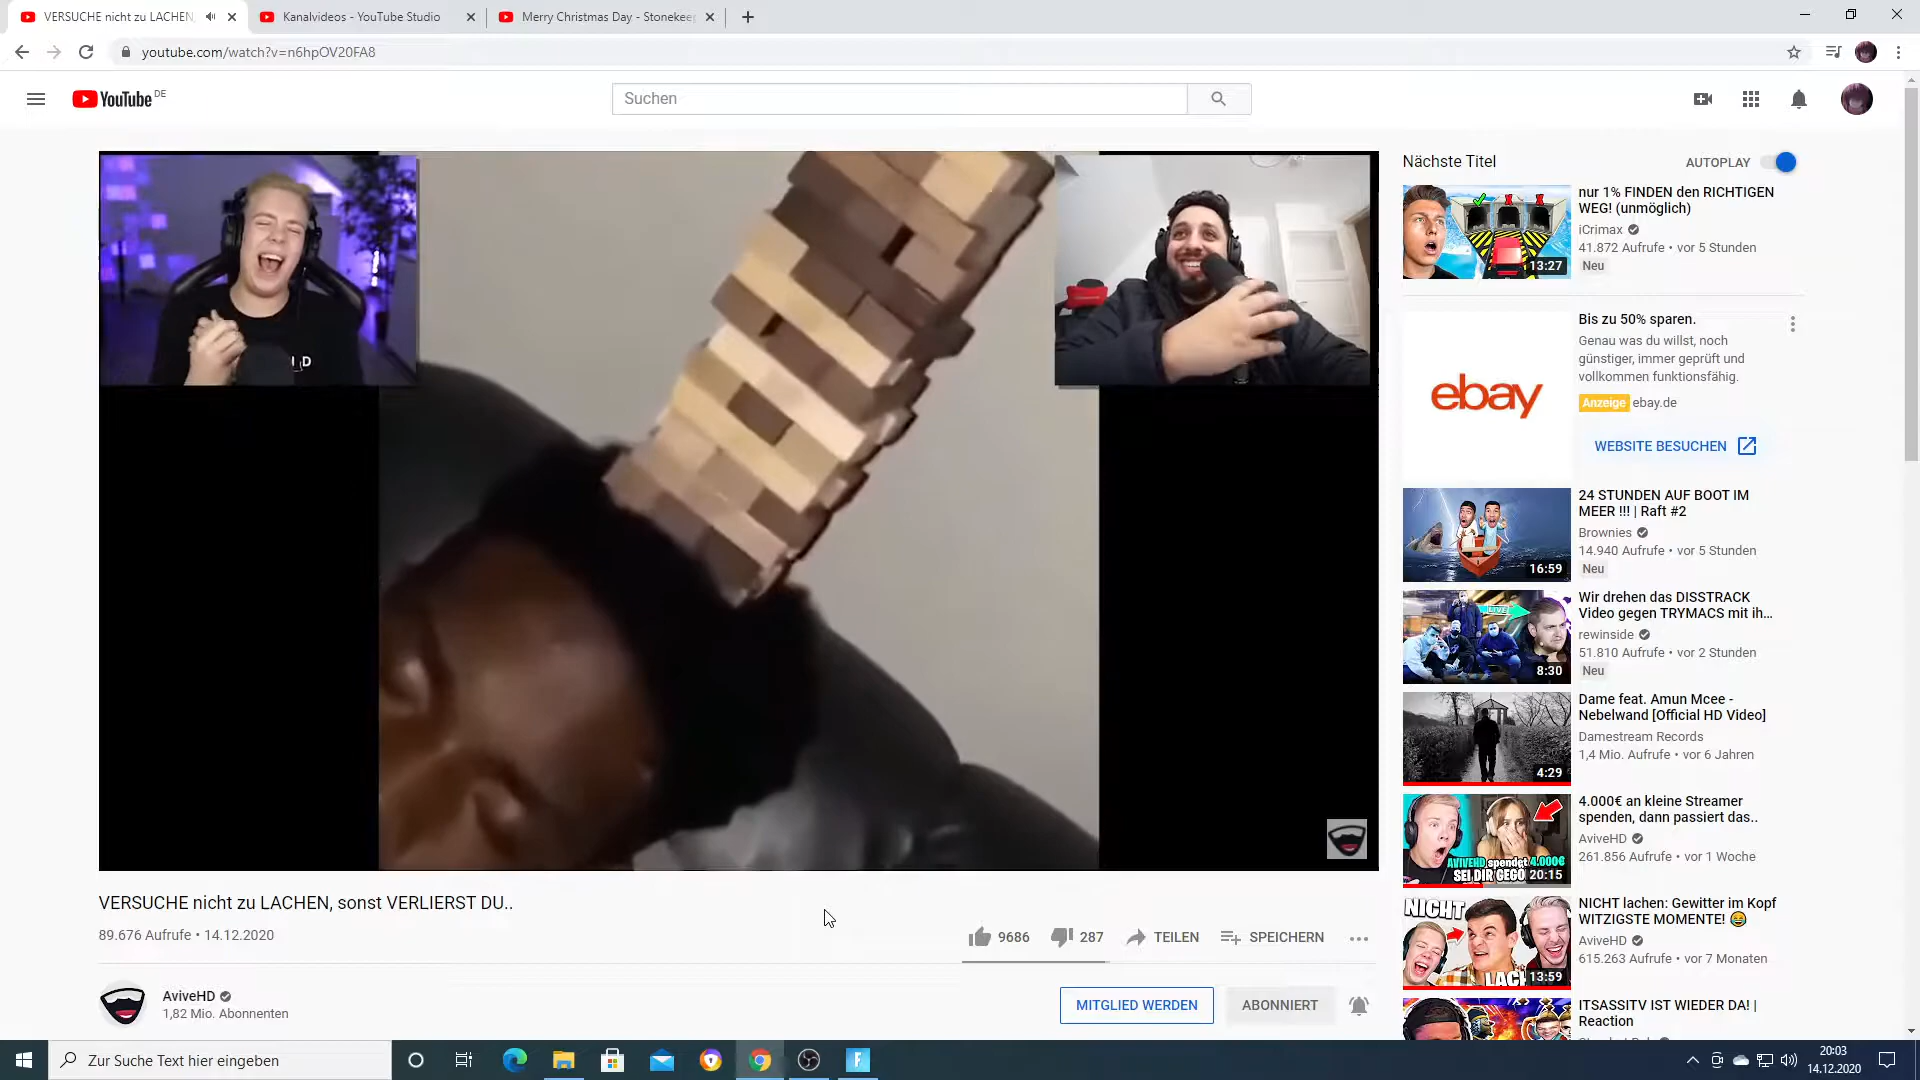 VERSUCHE nicht zu LACHEN,
Kanalvideos - YouTube Studio
Merry Christmas Day - Stonekeep
youtube.com/watch?v=n6hpOV20FA8
YouTube DE
Suchen
Nächste Titel
AUTOPLAY
nur 1% FINDEN den RICHTIGEN
WEG! (unmöglich)
iCrimax
41.872 Aufrufe • vor 5 Stunden
Neu
13:27
Bis zu 50% sparen.
Genau was du willst, noch
günstiger, immer geprüft und
vollkommen funktionsfähig.
Anzeige ebay.de
ebay
WEBSITE BESUCHEN
24 STUNDEN AUF BOOT IM
MEER !!! | Raft #2
Brownies
14.940 Aufrufe • vor 5 Stunden
Neu
16:59
Wir drehen das DISSTRACK
Video gegen TRYMACS mit ih...
rewinside
51.810 Aufrufe • vor 2 Stunden
Neu
8:30
Dame feat. Amun Mcee -
Nebelwand [Official HD Video]
Damestream Records
1,4 Mio. Aufrufe • vor 6 Jahren
4:29
4.000€ an kleine Streamer
spenden, dann passiert das..
AviveHD
261.856 Aufrufe • vor 1 Woche
AVIVEHD spendet 4.000€
SEI DIR GEGÖ
20:15
NICHT lachen: Gewitter im Kopf
WITZIGSTE MOMENTE! 😂
AviveHD
615.263 Aufrufe • vor 7 Monaten
NICHT
LACH
13:59
ITSASSITV IST WIEDER DA! |
Reaction
VERSUCHE nicht zu LACHEN, sonst VERLIERST DU..
89.676 Aufrufe • 14.12.2020
9686
287
TEILEN
SPEICHERN
AviveHD
1,82 Mio. Abonnenten
MITGLIED WERDEN
ABONNIERT
Zur Suche Text hier eingeben
20:03
14.12.2020